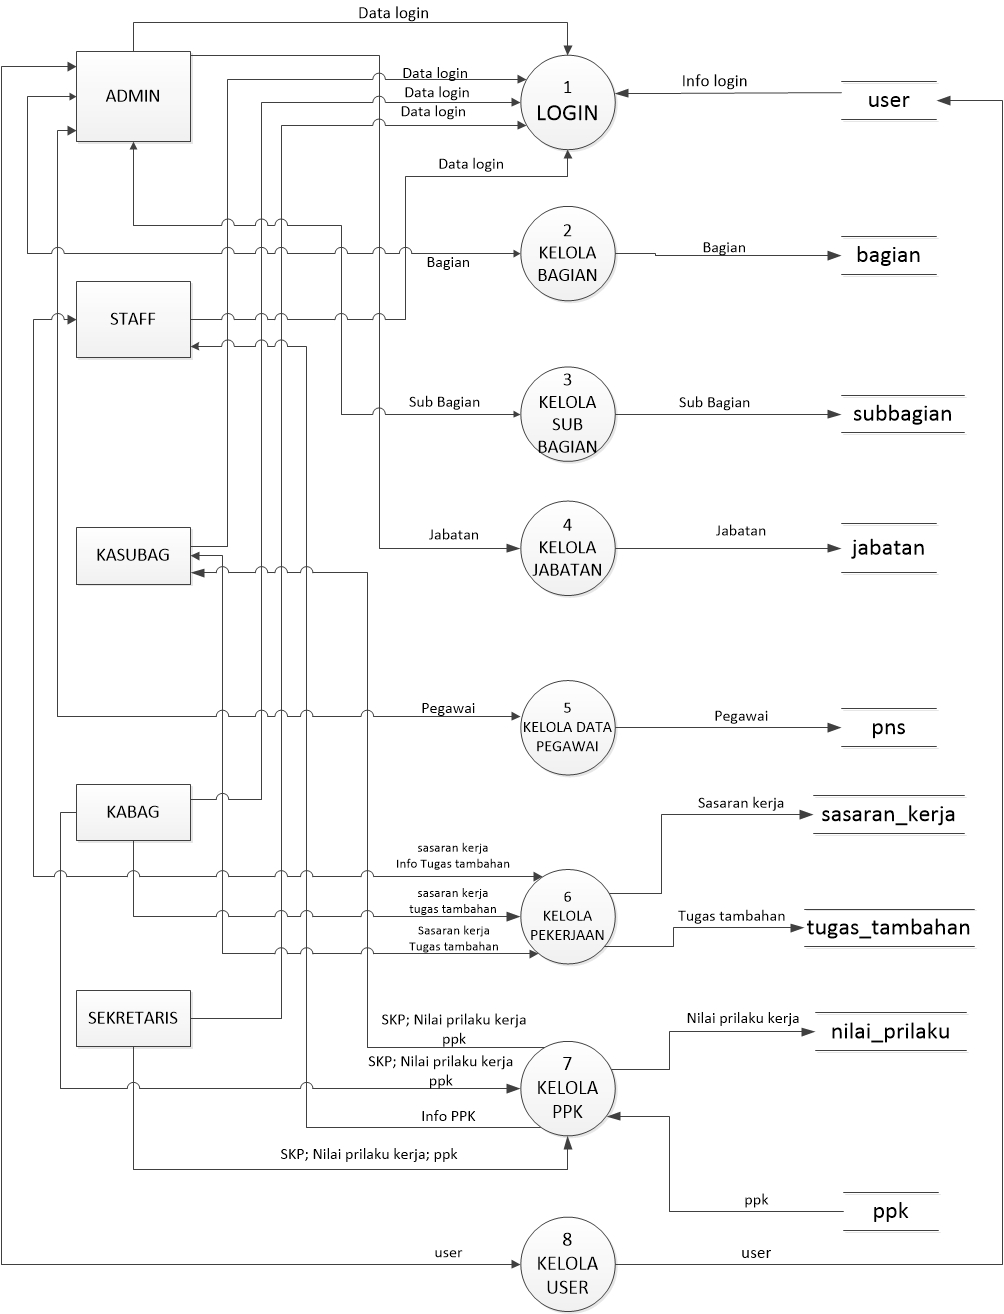 Data login
ADMIN
Data login
Data login
Data login
1
LOGIN
Info login
user
Data login
2
KELOLA
BAGIAN
Bagian
Bagian
bagian
STAFF
3
KELOLA
SUB
BAGIAN
Sub Bagian
Sub Bagian
subbagian
KASUBAG
Jabatan
4
KELOLA
JABATAN
Jabatan
jabatan
Pegawai
5
KELOLA DATA
PEGAWAI
Pegawai
pns
KABAG
Sasaran kerja
sasaran_kerja
sasaran kerja
Info Tugas tambahan
sasaran kerja
tugas tambahan
Sasaran kerja
Tugas tambahan
6
KELOLA
PEKERJAAN
Tugas tambahan
tugas_tambahan
SEKRETARIS
SKP; Nilai prilaku kerja
ppk
SKP; Nilai prilaku kerja
ppk
Info PPK
SKP; Nilai prilaku kerja; ppk
7
KELOLA
PPK
Nilai prilaku kerja
nilai_prilaku
ppk
ppk
user
8
KELOLA
USER
user